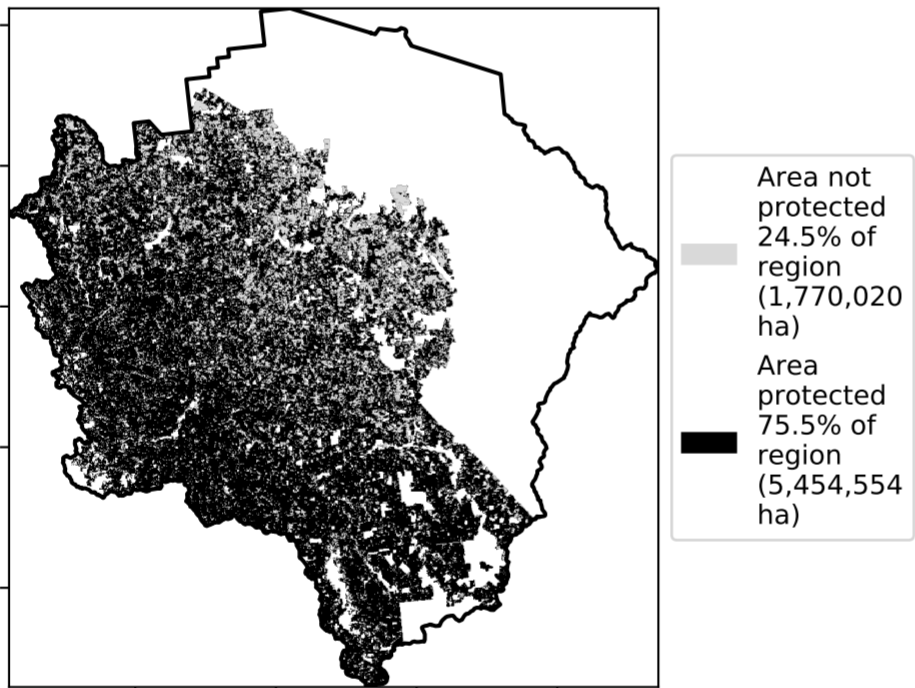 Area not
protected
24.5% of
region
(1,770,020
ha)
Area
protected
75.5% of
region
(5,454,554
ha)